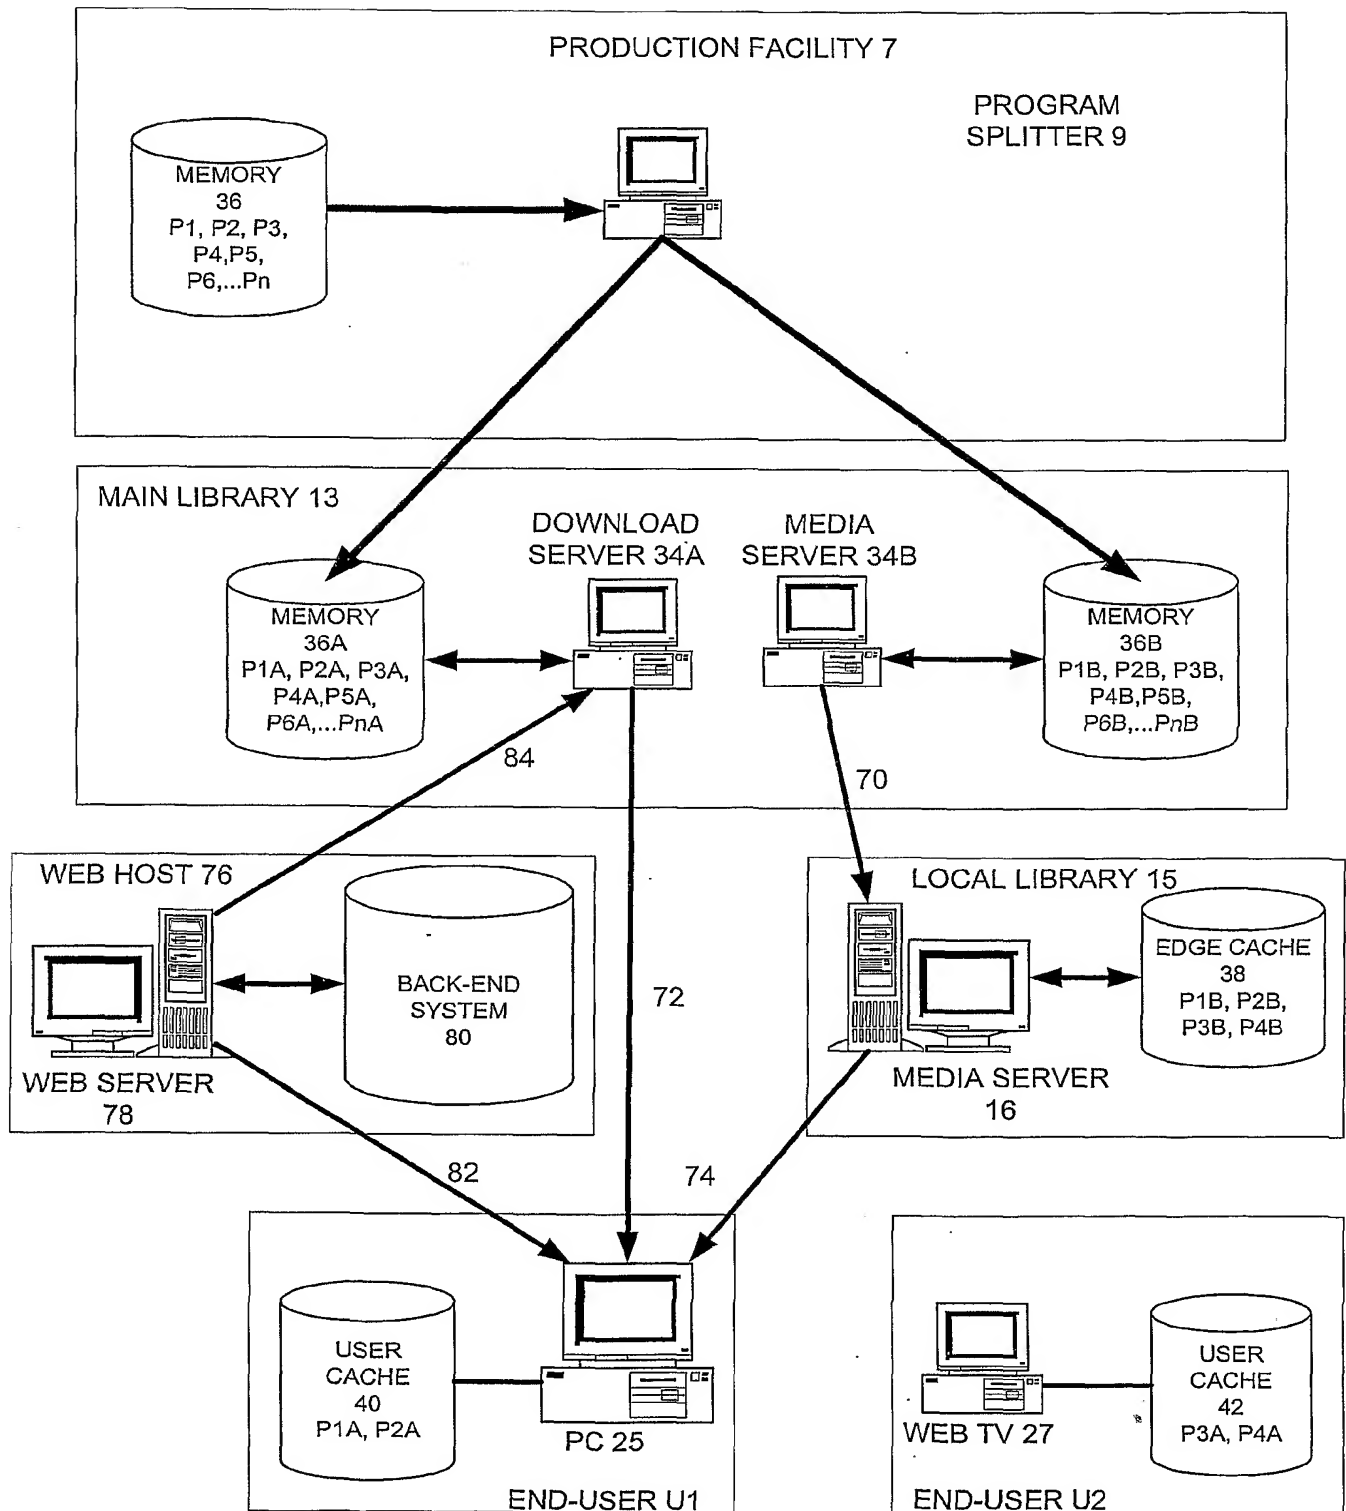 PRODUCTION FACILITY 7
PROGRAM
SPLITTER 9
MEMORY
36
P1, P2, P3,
P4,P5,
P6,...Pn
MAIN LIBRARY 13
DOWNLOAD
SERVER 34A
MEDIA
SERVER 34B
MEMORY
36A
P1A, P2A, P3A,
P4A,P5A,
P6A,...PnA
MEMORY
36B
P1B, P2B, P3B,
P4B,P5B,
P6B,...PnB
84
70
WEB HOST 76
BACK-END
SYSTEM
80
WEB SERVER
78
72
LOCAL LIBRARY 15
EDGE CACHE
38
P1B, P2B,
P3B, P4B
MEDIA SERVER
16
82
74
USER
CACHE
40
P1A, P2A
PC 25
END-USER U1
WEB TV 27
USER
CACHE
42
P3A, P4A
END-USER U2